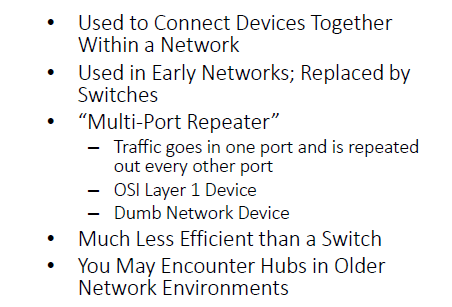 • Used to Connect Devices Together
Within a Network
• Used in Early Networks; Replaced by
Switches
• “Multi-Port Repeater”
– Traffic goes in one port and is repeated
out every other port
– OSI Layer 1 Device
– Dumb Network Device
• Much Less Efficient than a Switch
• You May Encounter Hubs in Older
Network Environments